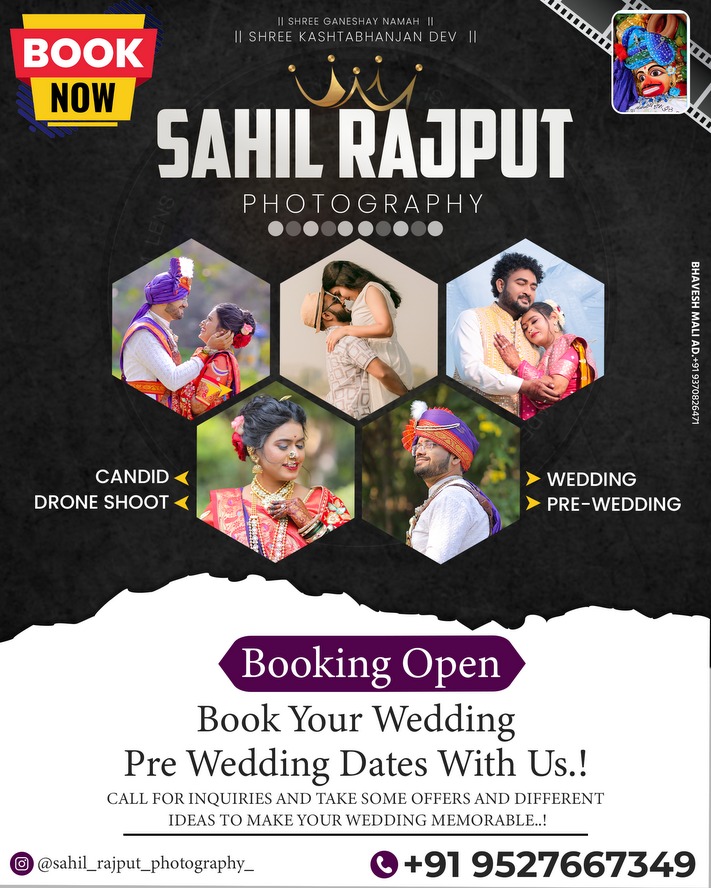 || SHREE GANESHAY NAMAH ||
|| SHREE KASHTABHANJAN DEV ||
BOOK
NOW
SAHIL RAJPUT
PHOTOGRAPHY
BHAVESH MALI AD.+91 9370826471
CANDID
DRONE SHOOT
WEDDING
PRE-WEDDING
Booking Open
Book Your Wedding
Pre Wedding Dates With Us.!
CALL FOR INQUIRIES AND TAKE SOME OFFERS AND DIFFERENT
IDEAS TO MAKE YOUR WEDDING MEMORABLE..!
@sahil_rajput_photography_
+91 9527667349